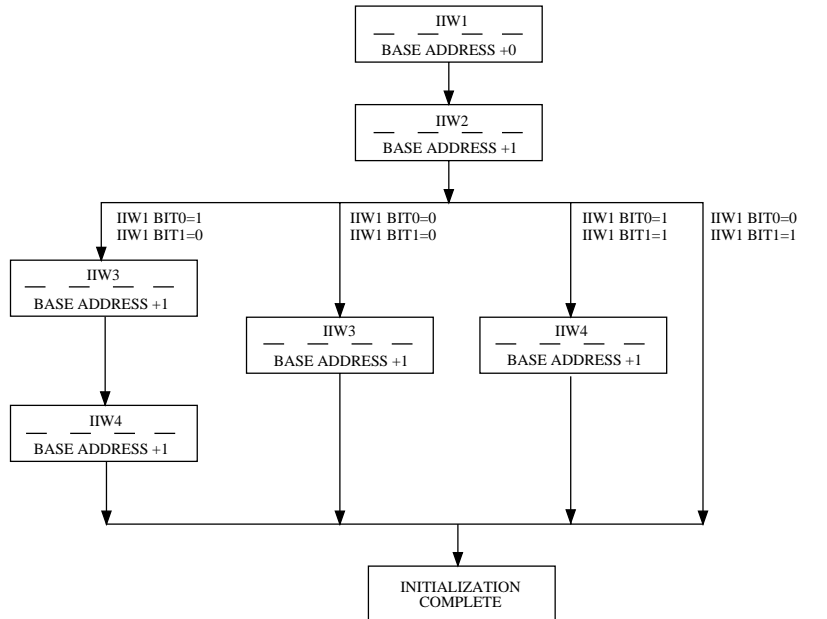 IIW1
BASE ADDRESS +0
IIW2
BASE ADDRESS +1
IIW1 BIT0=1
IIW1 BIT1=0
IIW1 BIT0=0
IIW1 BIT1=0
IIW1 BIT0=1
IIW1 BIT1=1
IIW1 BIT0=0
IIW1 BIT1=1
IIW3
BASE ADDRESS +1
IIW3
BASE ADDRESS +1
IIW4
BASE ADDRESS +1
IIW4
BASE ADDRESS +1
INITIALIZATION
COMPLETE